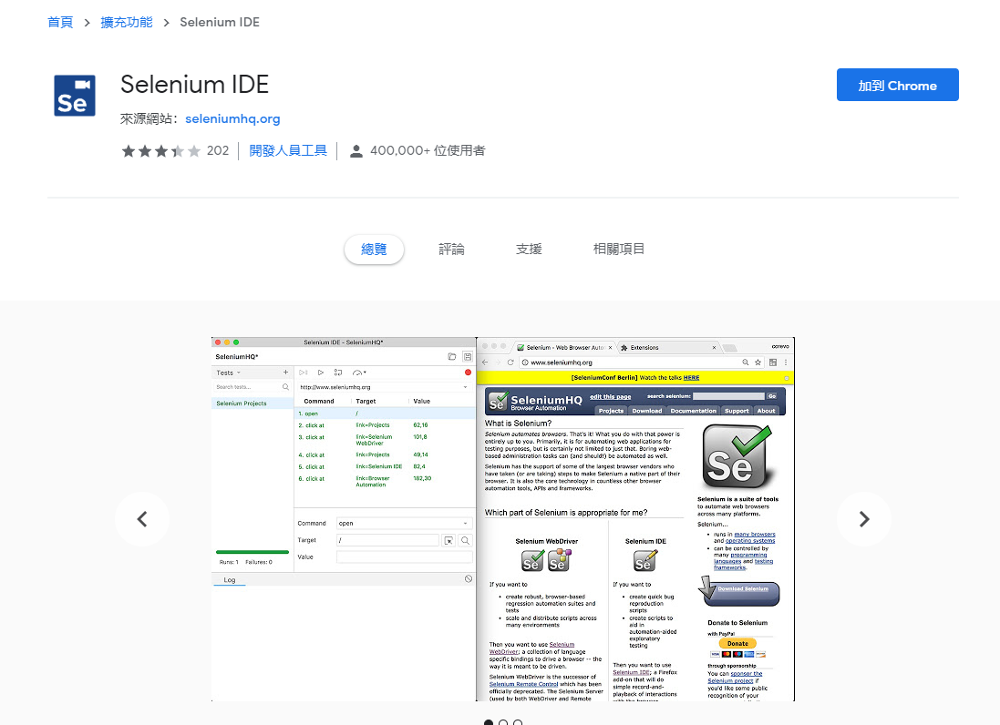 首頁 > 擴充功能 > Selenium IDE
Se
Selenium IDE
加到 Chrome
來源網站： seleniumhq.org
202 開發人員工具 400,000+ 位使用者
總覽 評論 支援 相關項目
Selenium IDE - SeleniumHQ*
SeleniumHQ*
Tests
Search tests...
Selenium Projects
http://www.seleniumhq.org
Command Target Value
1. open /
2. click at link=Projects 62,16
3. click at link=Selenium WebDriver 101,8
4. click at link=Projects 49,14
5. click at link=Selenium IDE 82,4
6. click at link=Browser Automation 182,30
Command open
Target /
Value
Runs: 1 Failures: 0
Log
Selenium - Web Browser Auto × Extensions × corevo
www.seleniumhq.org
[SeleniumConf Berlin] Watch the talks HERE
Se SeleniumHQ
Browser Automation
edit this page search selenium: Go
Projects Download Documentation Support About
What is Selenium?
Selenium automates browsers. That's it! What you do with that power is
entirely up to you. Primarily, it is for automating web applications for
testing purposes, but is certainly not limited to just that. Boring web-
based administration tasks can (and should!) be automated as well.
Selenium has the support of some of the largest browser vendors who
have taken (or are taking) steps to make Selenium a native part of their
browser. It is also the core technology in countless other browser
automation tools, APIs and frameworks.
Which part of Selenium is appropriate for me?
Selenium WebDriver
Se Se
If you want to
• create robust, browser-based
regression automation suites and
tests
• scale and distribute scripts across
many environments
Then you want to use Selenium
WebDriver; a collection of language
specific bindings to drive a browser -- the
way it is meant to be driven.
Selenium WebDriver is the successor of
Selenium Remote Control which has been
officially deprecated. The Selenium Server
(used by both WebDriver and Remote
Selenium IDE
Se
If you want to
• create quick bug
reproduction
scripts
• create scripts to
aid in
automation-aided
exploratory
testing
Then you want to use
Selenium IDE; a Firefox
add-on that will do
simple record-and-
playback of interactions
with the browser
Se
Selenium is a suite of tools
to automate web browsers
across many platforms.
Selenium...
• runs in many browsers
and operating systems
• can be controlled by
many programming
languages and testing
frameworks.
Download Selenium
Donate to Selenium
with PayPal
Donate
through sponsorship
You can sponsor the
Selenium project if
you'd like some public
recognition of your